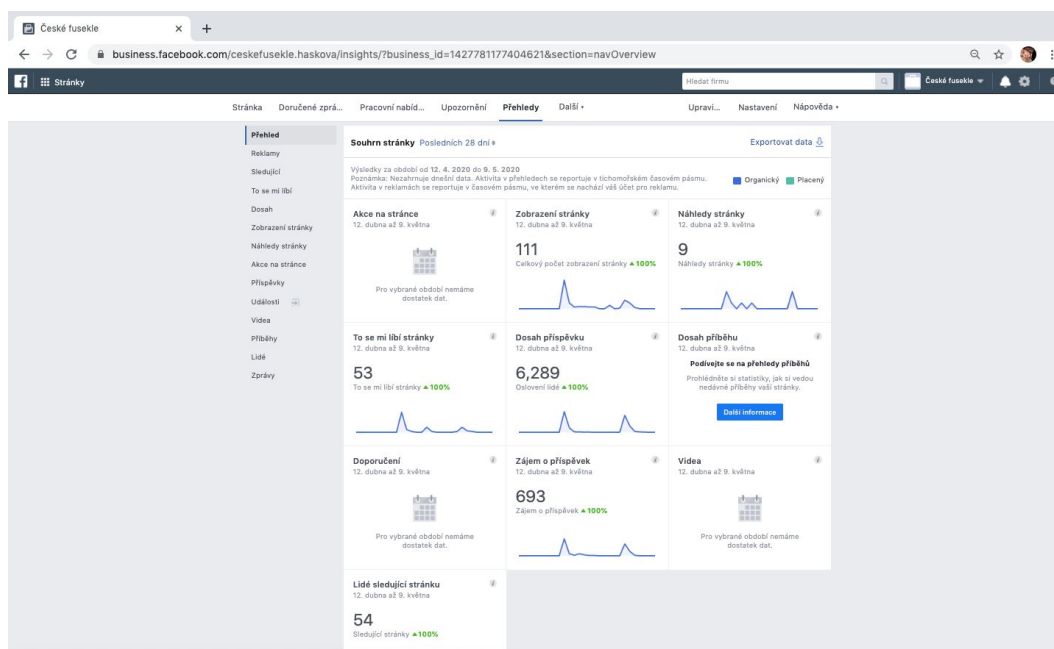 České fusekle
business.facebook.com/ceskefusekle.haskova/insights/?business_id=1427781177404621&section=navOverview
Stránky
Hledat firmu
České fusekle
Stránka Doručené zprá... Pracovní nabíd... Upozornění Přehledy Další Upravi... Nastavení Nápověda
Přehled
Reklamy
Sledující
To se mi líbí
Dosah
Zobrazení stránky
Náhledy stránky
Akce na stránce
Příspěvky
Události
Videa
Příběhy
Lidé
Zprávy
Souhrn stránky Posledních 28 dní
Exportovat data
Výsledky za období od 12. 4. 2020 do 9. 5. 2020
Poznámka: Nezahrnuje dnešní data. Aktivita v přehledech se reportuje v tichomořském časovém pásmu.
Aktivita v reklamách se reportuje v časovém pásmu, ve kterém se nachází váš účet pro reklamu.
Organický Placený
Akce na stránce
12. dubna až 9. května
Pro vybrané období nemáme
dostatek dat.
Zobrazení stránky
12. dubna až 9. května
111
Celkový počet zobrazení stránky 100%
Náhledy stránky
12. dubna až 9. května
9
Náhledy stránky 100%
To se mi líbí stránky
12. dubna až 9. května
53
To se mi líbí stránky 100%
Dosah příspěvku
12. dubna až 9. května
6,289
Oslovení lidé 100%
Dosah příběhu
12. dubna až 9. května
Podívejte se na přehledy příběhů
Prohlédněte si statistiky, jak si vedou
nedávné příběhy vaší stránky.
Další informace
Doporučení
12. dubna až 9. května
Pro vybrané období nemáme
dostatek dat.
Zájem o příspěvek
12. dubna až 9. května
693
Zájem o příspěvek 100%
Videa
12. dubna až 9. května
Pro vybrané období nemáme
dostatek dat.
Lidé sledující stránku
12. dubna až 9. května
54
Sledující stránky 100%